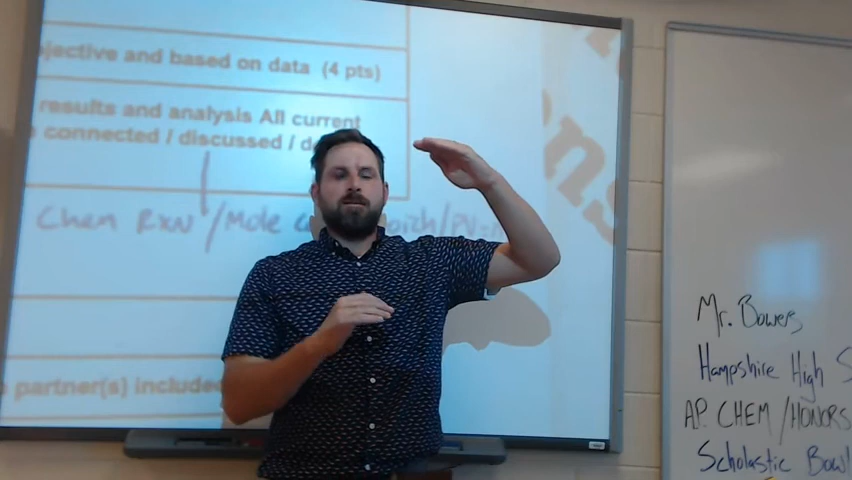 jective and based on data (4 pts)
results and analysis All current
connected / discussed /
Chem RxN /Mole
partner(s) include
Mr. Bowers
Hampshire High S
AP CHEM /HONORS
Scholastic Bowl